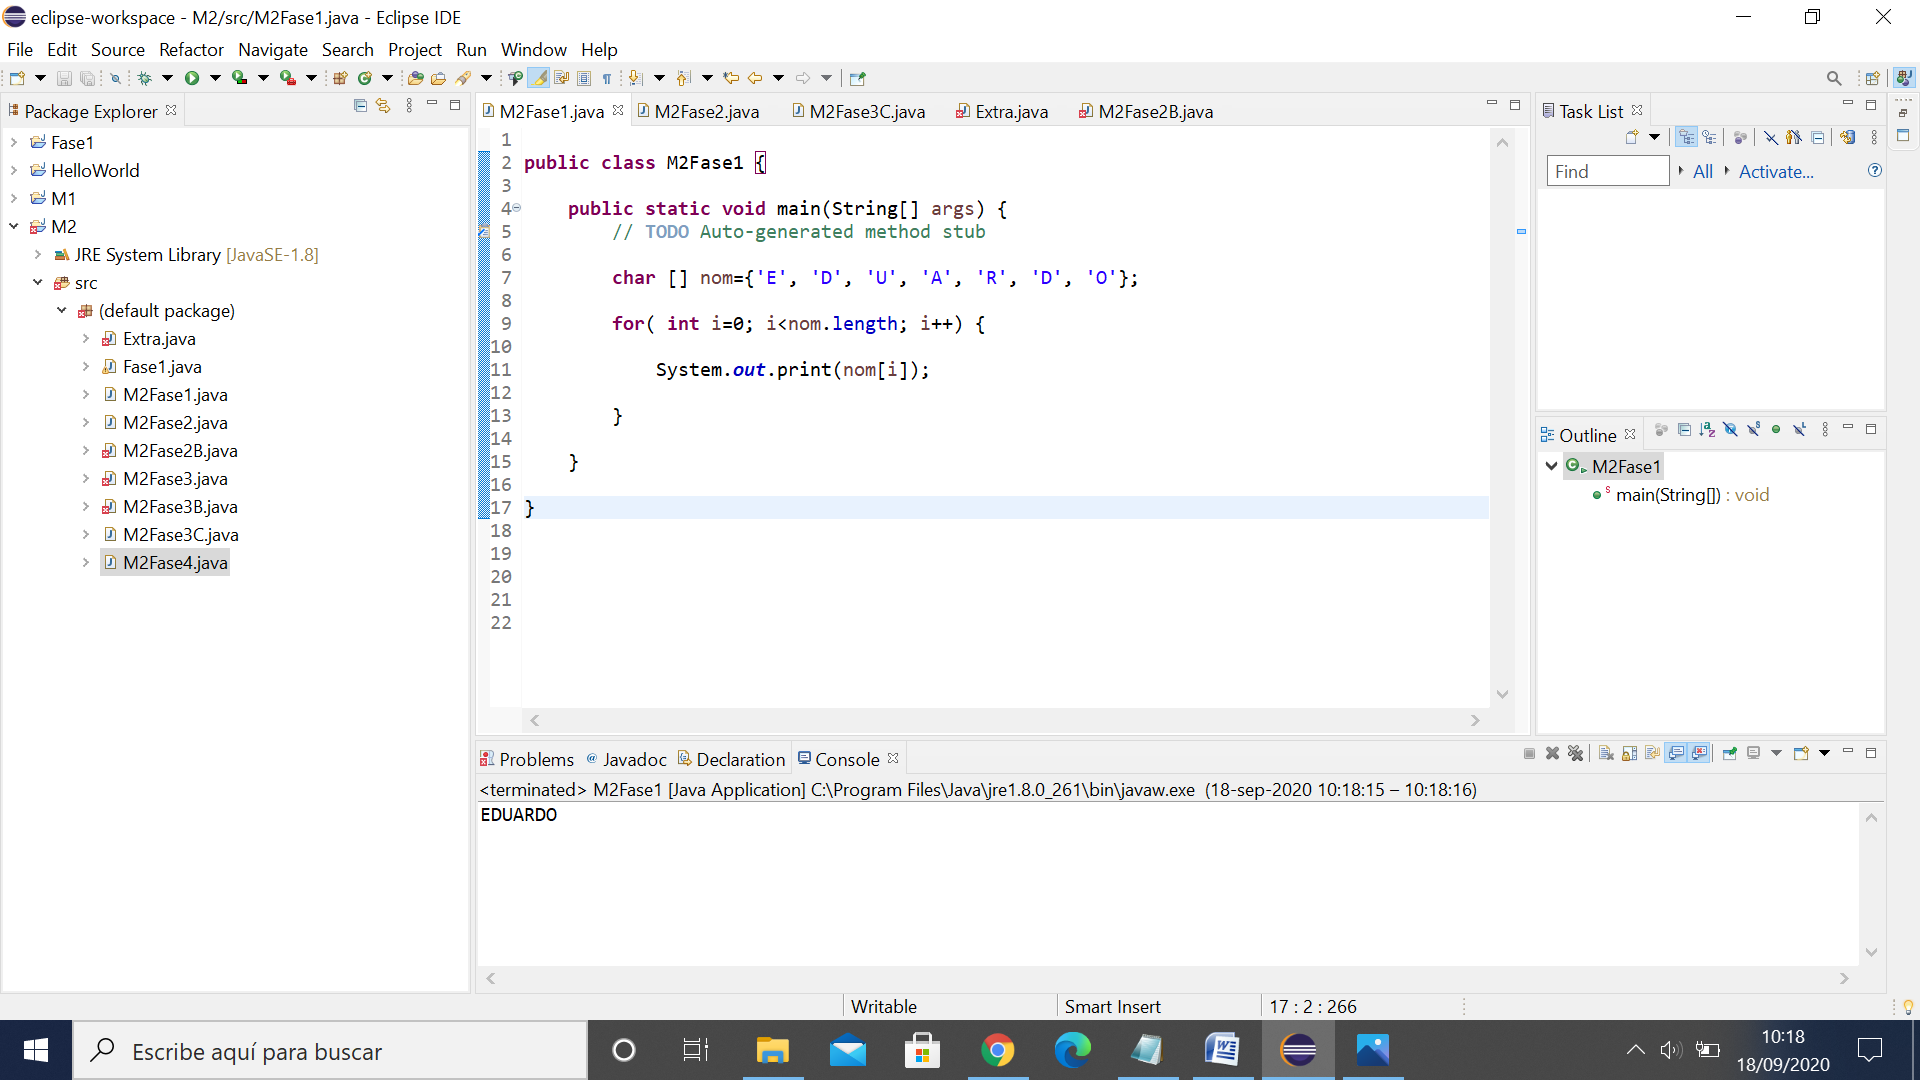 eclipse-workspace - M2/src/M2Fase1.java - Eclipse IDE
File Edit Source Refactor Navigate Search Project Run Window Help
Package Explorer
Fase1
HelloWorld
M1
M2
JRE System Library [JavaSE-1.8]
src
(default package)
Extra.java
Fase1.java
M2Fase1.java
M2Fase2.java
M2Fase2B.java
M2Fase3.java
M2Fase3B.java
M2Fase3C.java
M2Fase4.java
M2Fase1.java M2Fase2.java M2Fase3C.java Extra.java M2Fase2B.java
1
2 public class M2Fase1 {
3
4 public static void main(String[] args) {
5 // TODO Auto-generated method stub
6
7 char [] nom={'E', 'D', 'U', 'A', 'R', 'D', 'O'};
8
9 for( int i=0; i<nom.length; i++) {
10
11 System.out.print(nom[i]);
12
13 }
14
15 }
16
17 }
18
19
20
21
22
Task List
Find All Activate...
Outline
M2Fase1
main(String[]) : void
Problems Javadoc Declaration Console
<terminated> M2Fase1 [Java Application] C:\Program Files\Java\jre1.8.0_261\bin\javaw.exe (18-sep-2020 10:18:15 – 10:18:16)
EDUARDO
Writable Smart Insert 17 : 2 : 266
Escribe aquí para buscar
10:18
18/09/2020